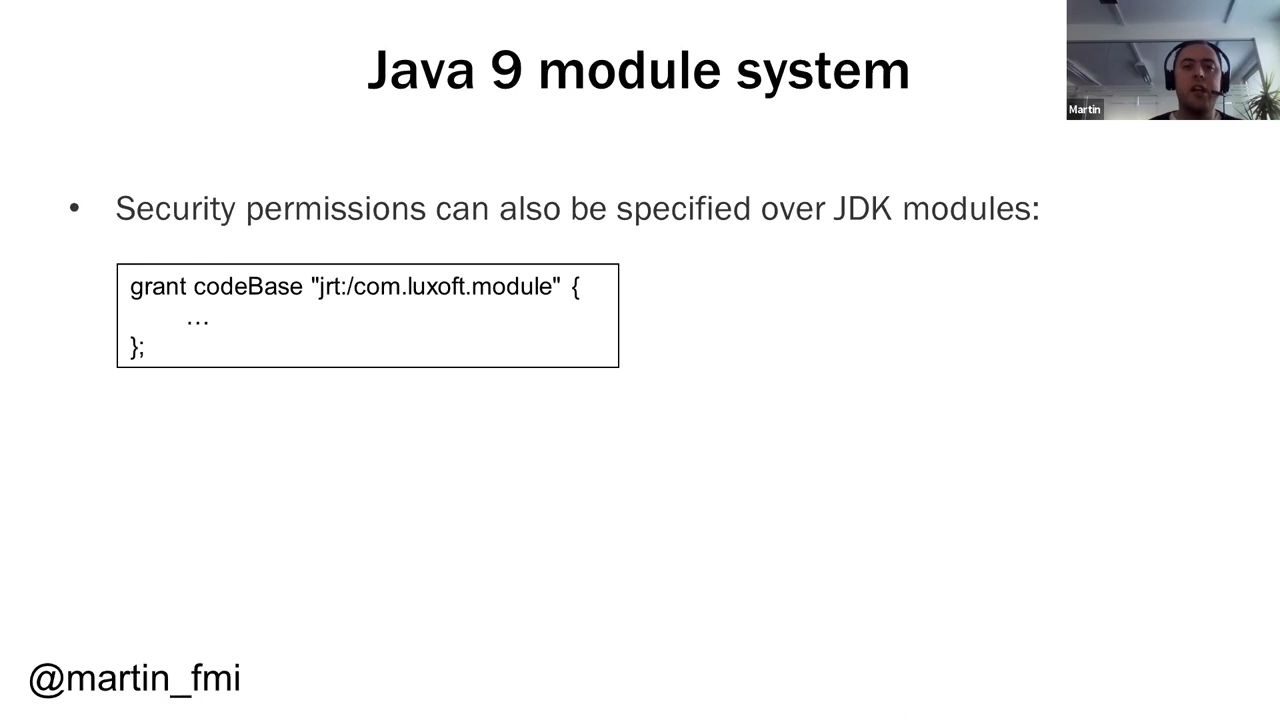 Java 9 module system
Martin
• Security permissions can also be specified over JDK modules:
grant codeBase "jrt:/com.luxoft.module" {
…
};
@martin_fmi